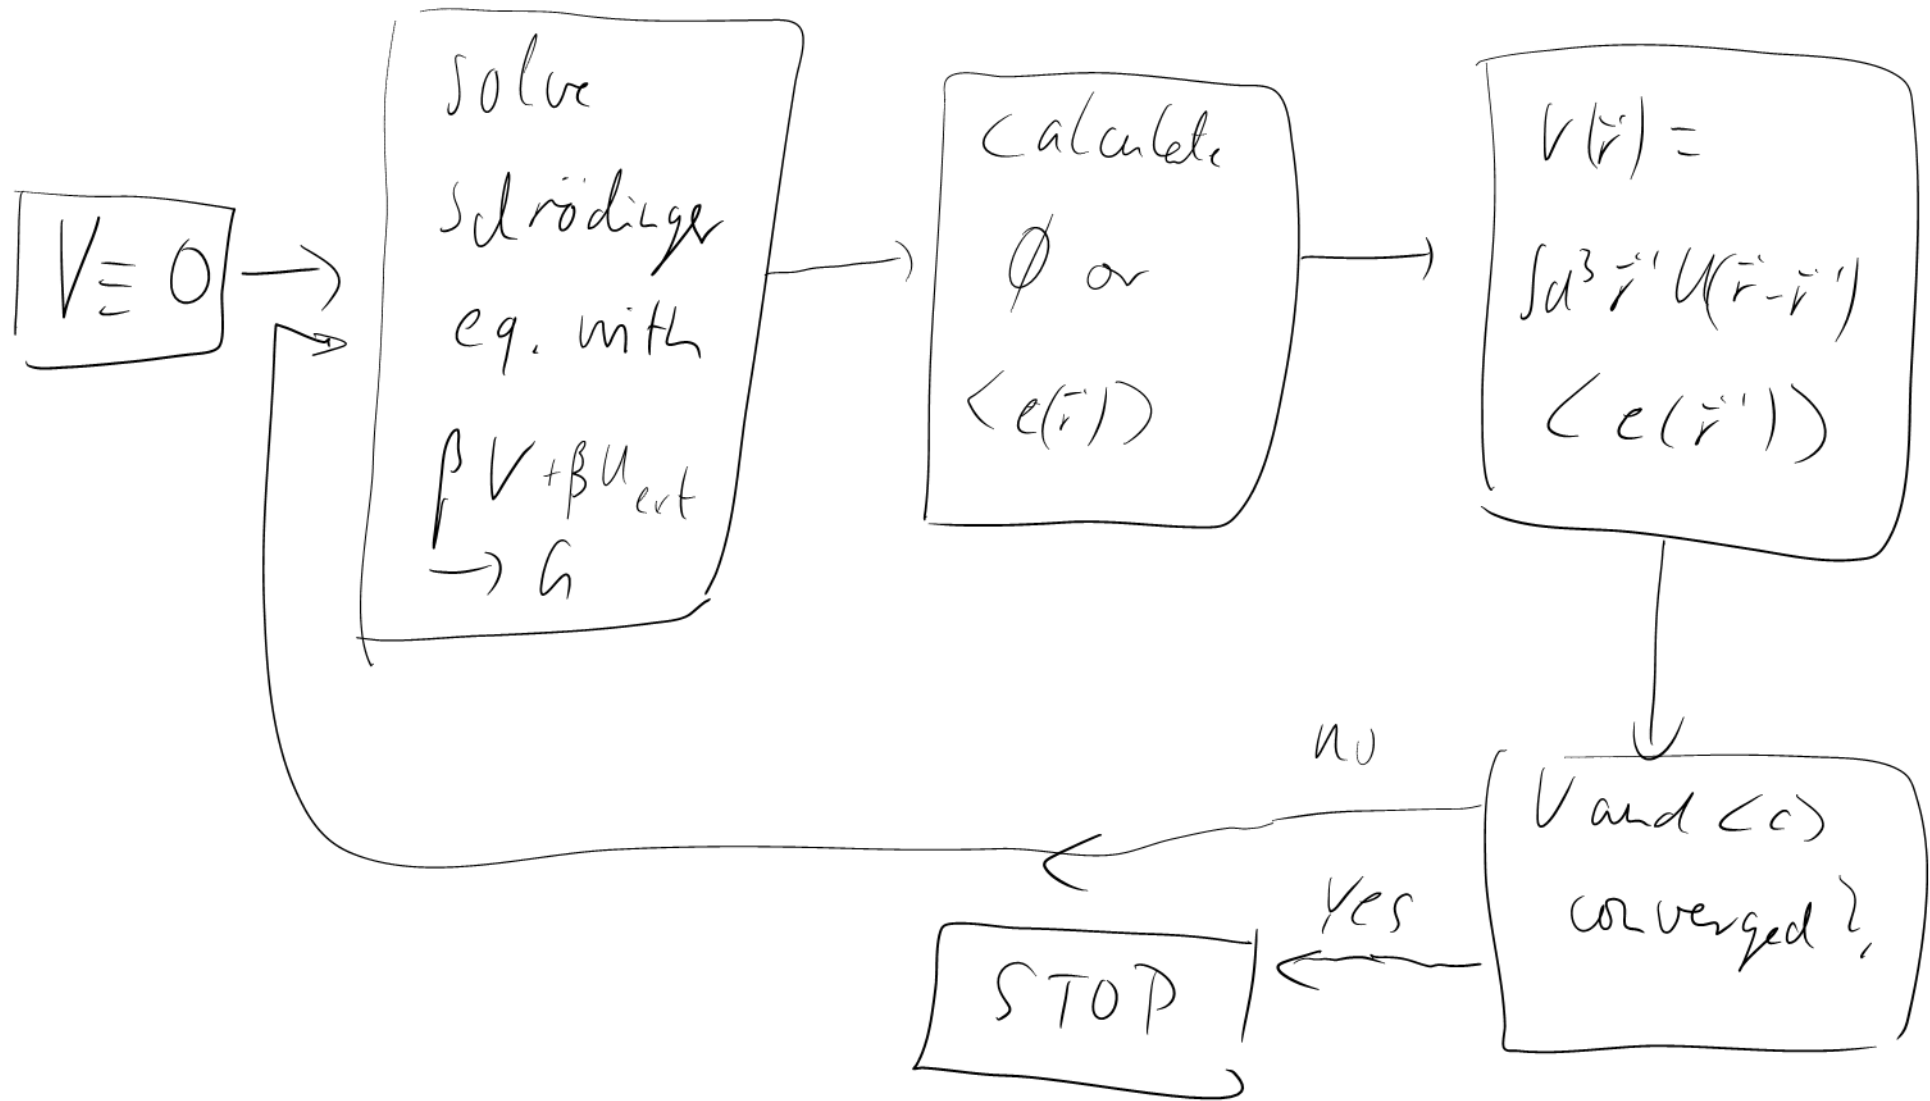 V ≡ 0
solve
Schrödinger
eq. with
βV + βU_ext
→ G
calculate
ϕ or
<c(r⃗)>
V(r⃗) =
∫d³r⃗' U(r⃗-r⃗')
<c(r⃗')>
V and <c>
converged?
no
yes
STOP